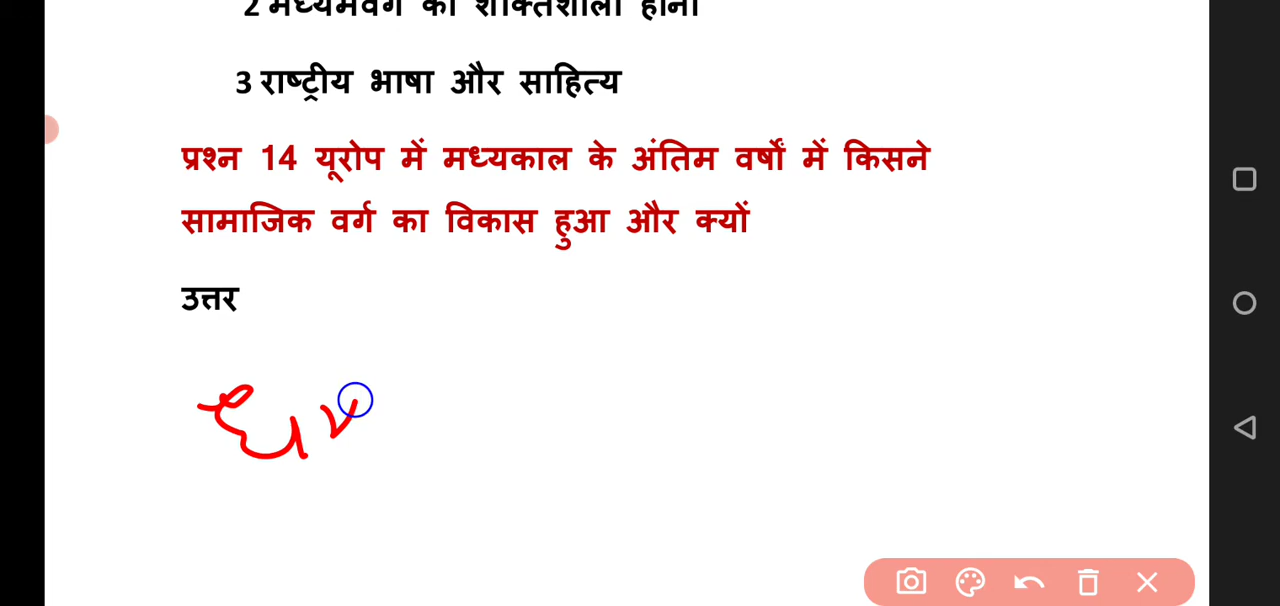 2 मध्यमवर्ग का शक्तिशाली होना
3 राष्ट्रीय भाषा और साहित्य
प्रश्न 14 यूरोप में मध्यकाल के अंतिम वर्षों में किसने
सामाजिक वर्ग का विकास हुआ और क्यों
उत्तर